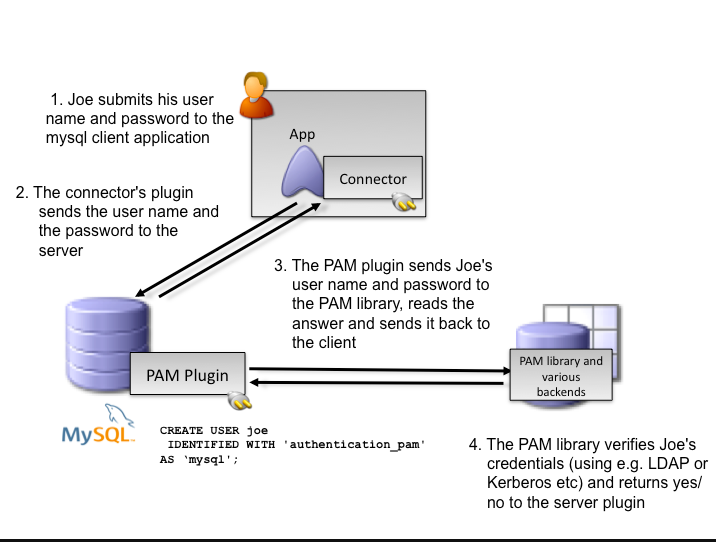 1. Joe submits his user
name and password to the
mysql client application
App
Connector
2. The connector's plugin
sends the user name and
the password to the
server
3. The PAM plugin sends Joe's
user name and password to
the PAM library, reads the
answer and sends it back to
the client
PAM Plugin
PAM library and
various
backends
MySQL™
CREATE USER joe
IDENTIFIED WITH 'authentication_pam'
AS `mysql';
4. The PAM library verifies Joe's
credentials (using e.g. LDAP or
Kerberos etc) and returns yes/
no to the server plugin